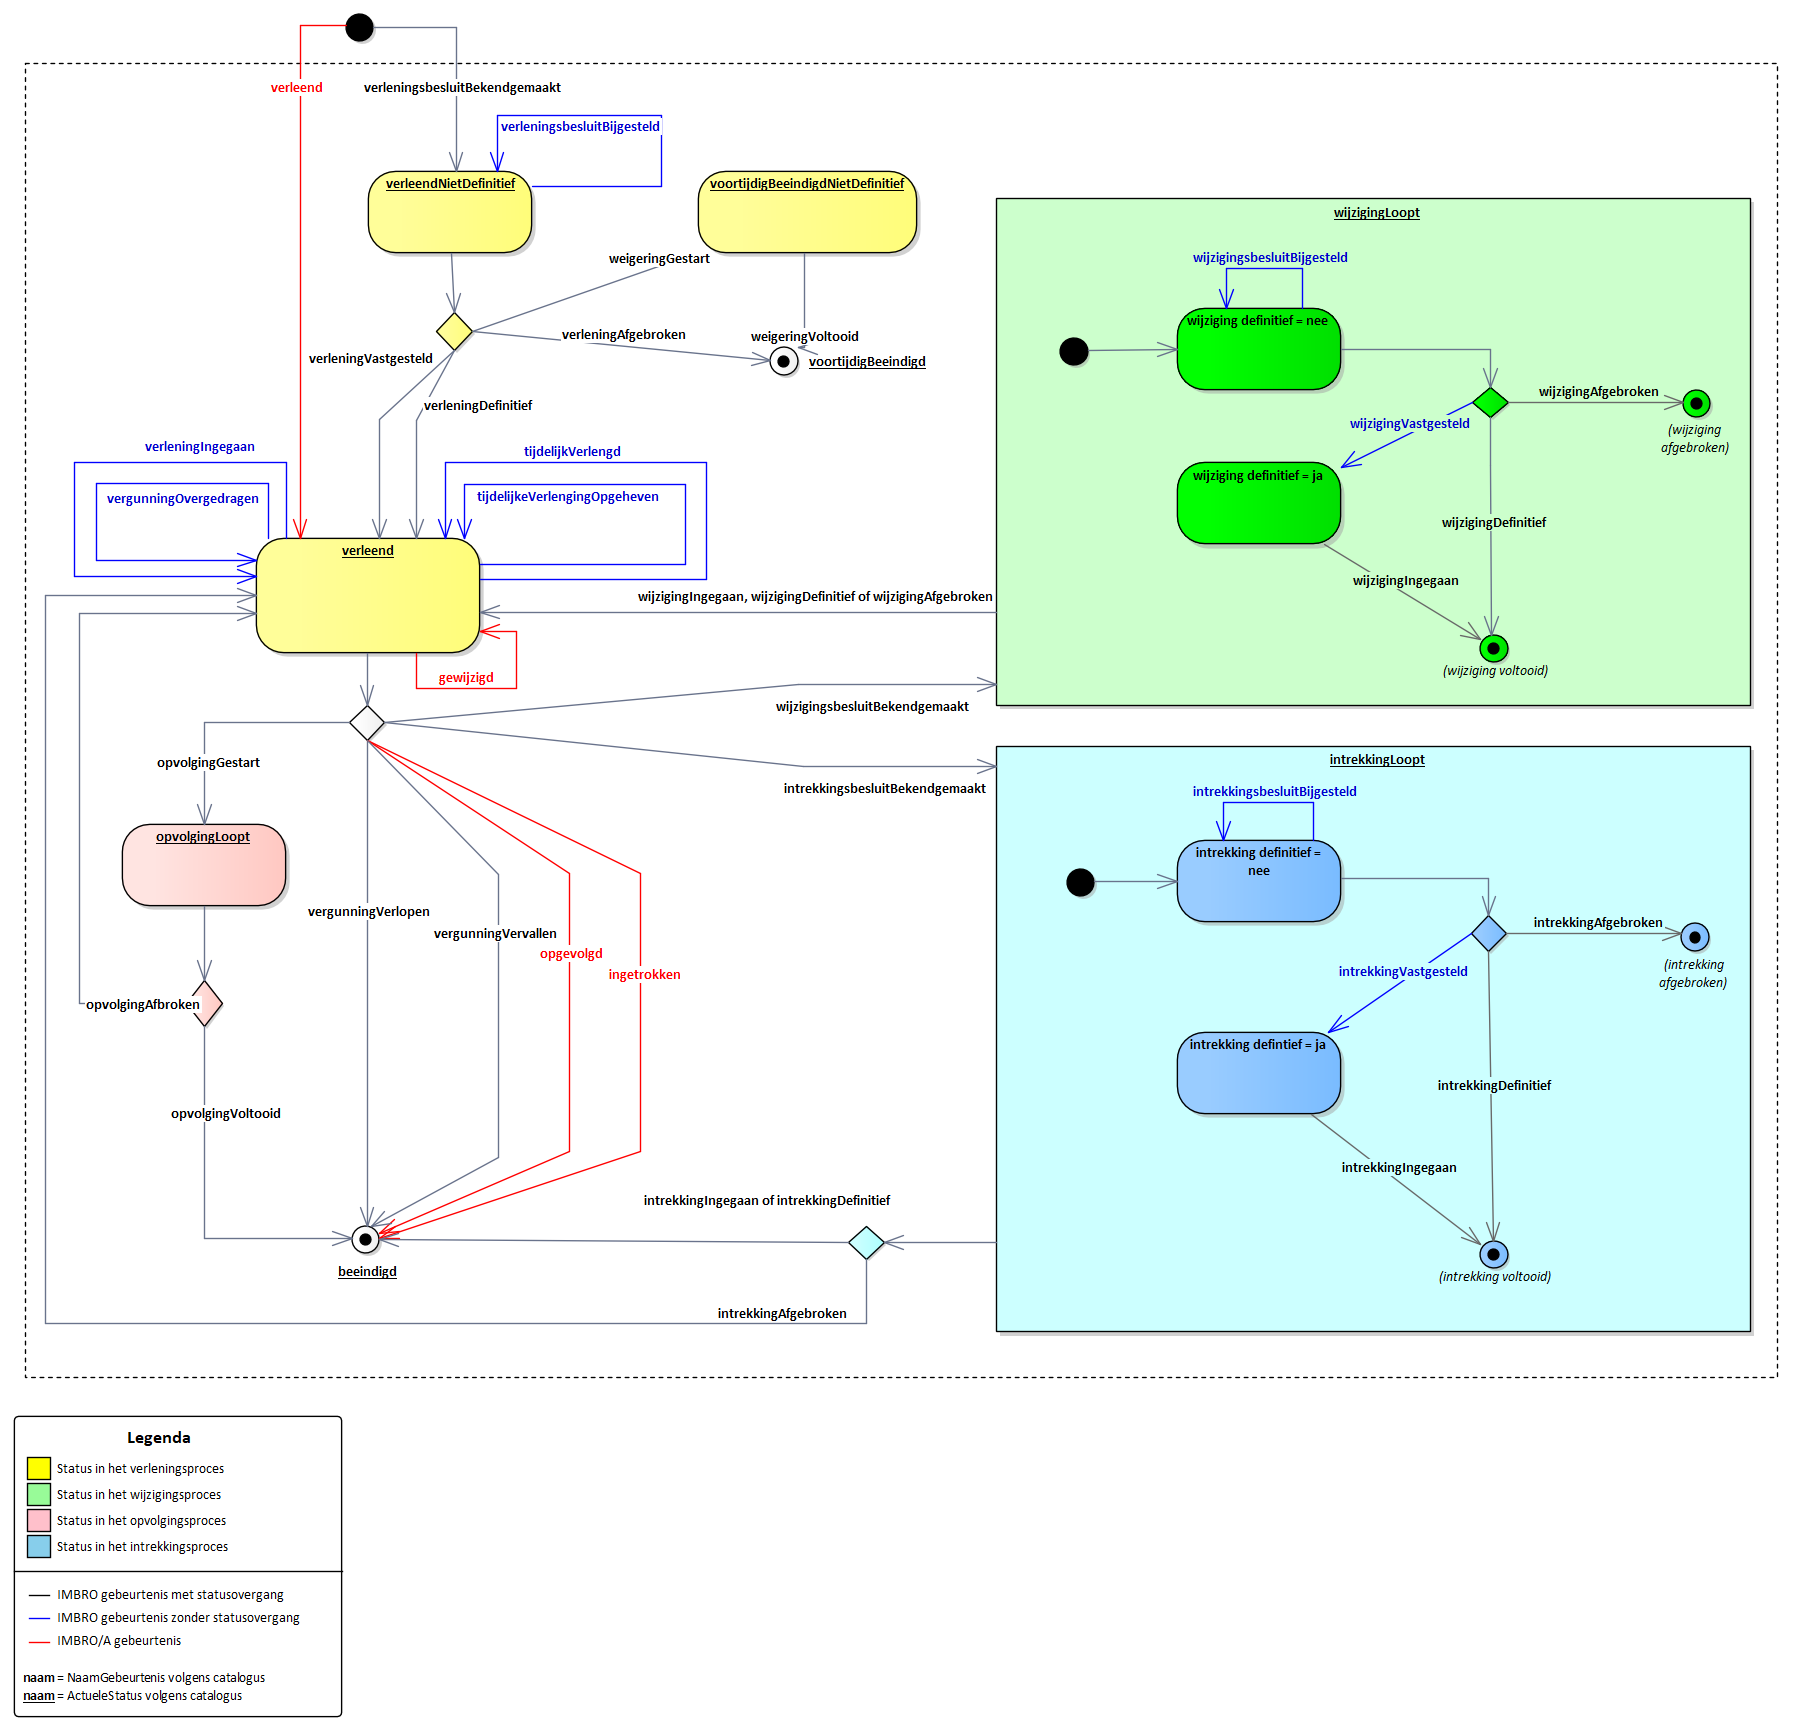 verleend
verleningsbesluitBekendgemaakt
verleningsbesluitBijgesteld
verleendNietDefinitief
voortijdigBeeindigdNietDefinitief
weigeringGestart
verleningAfgebroken
weigeringVoltooid
voortijdigBeeindigd
verleningVastgesteld
verleningDefinitief
verleningIngegaan
vergunningOvergedragen
tijdelijkVerlengd
tijdelijkeVerlengingOpgeheven
verleend
wijzigingIngegaan, wijzigingDefinitief of wijzigingAfgebroken
gewijzigd
wijzigingsbesluitBekendgemaakt
intrekkingsbesluitBekendgemaakt
opvolgingGestart
opvolgingLoopt
opvolgingAfbroken
opvolgingVoltooid
vergunningVerlopen
vergunningVervallen
opgevolgd
ingetrokken
intrekkingIngegaan of intrekkingDefinitief
beeindigd
intrekkingAfgebroken
wijzigingLoopt
wijzigingsbesluitBijgesteld
wijziging definitief = nee
wijzigingAfgebroken
(wijziging
afgebroken)
wijzigingVastgesteld
wijziging definitief = ja
wijzigingDefinitief
wijzigingIngegaan
(wijziging voltooid)
intrekkingLoopt
intrekkingsbesluitBijgesteld
intrekking definitief =
nee
intrekkingAfgebroken
(intrekking
afgebroken)
intrekkingVastgesteld
intrekking defintief = ja
intrekkingDefinitief
intrekkingIngegaan
(intrekking voltooid)
Legenda
Status in het verleningsproces
Status in het wijzigingsproces
Status in het opvolgingsproces
Status in het intrekkingsproces
IMBRO gebeurtenis met statusovergang
IMBRO gebeurtenis zonder statusovergang
IMBRO/A gebeurtenis
naam = NaamGebeurtenis volgens catalogus
naam = ActueleStatus volgens catalogus